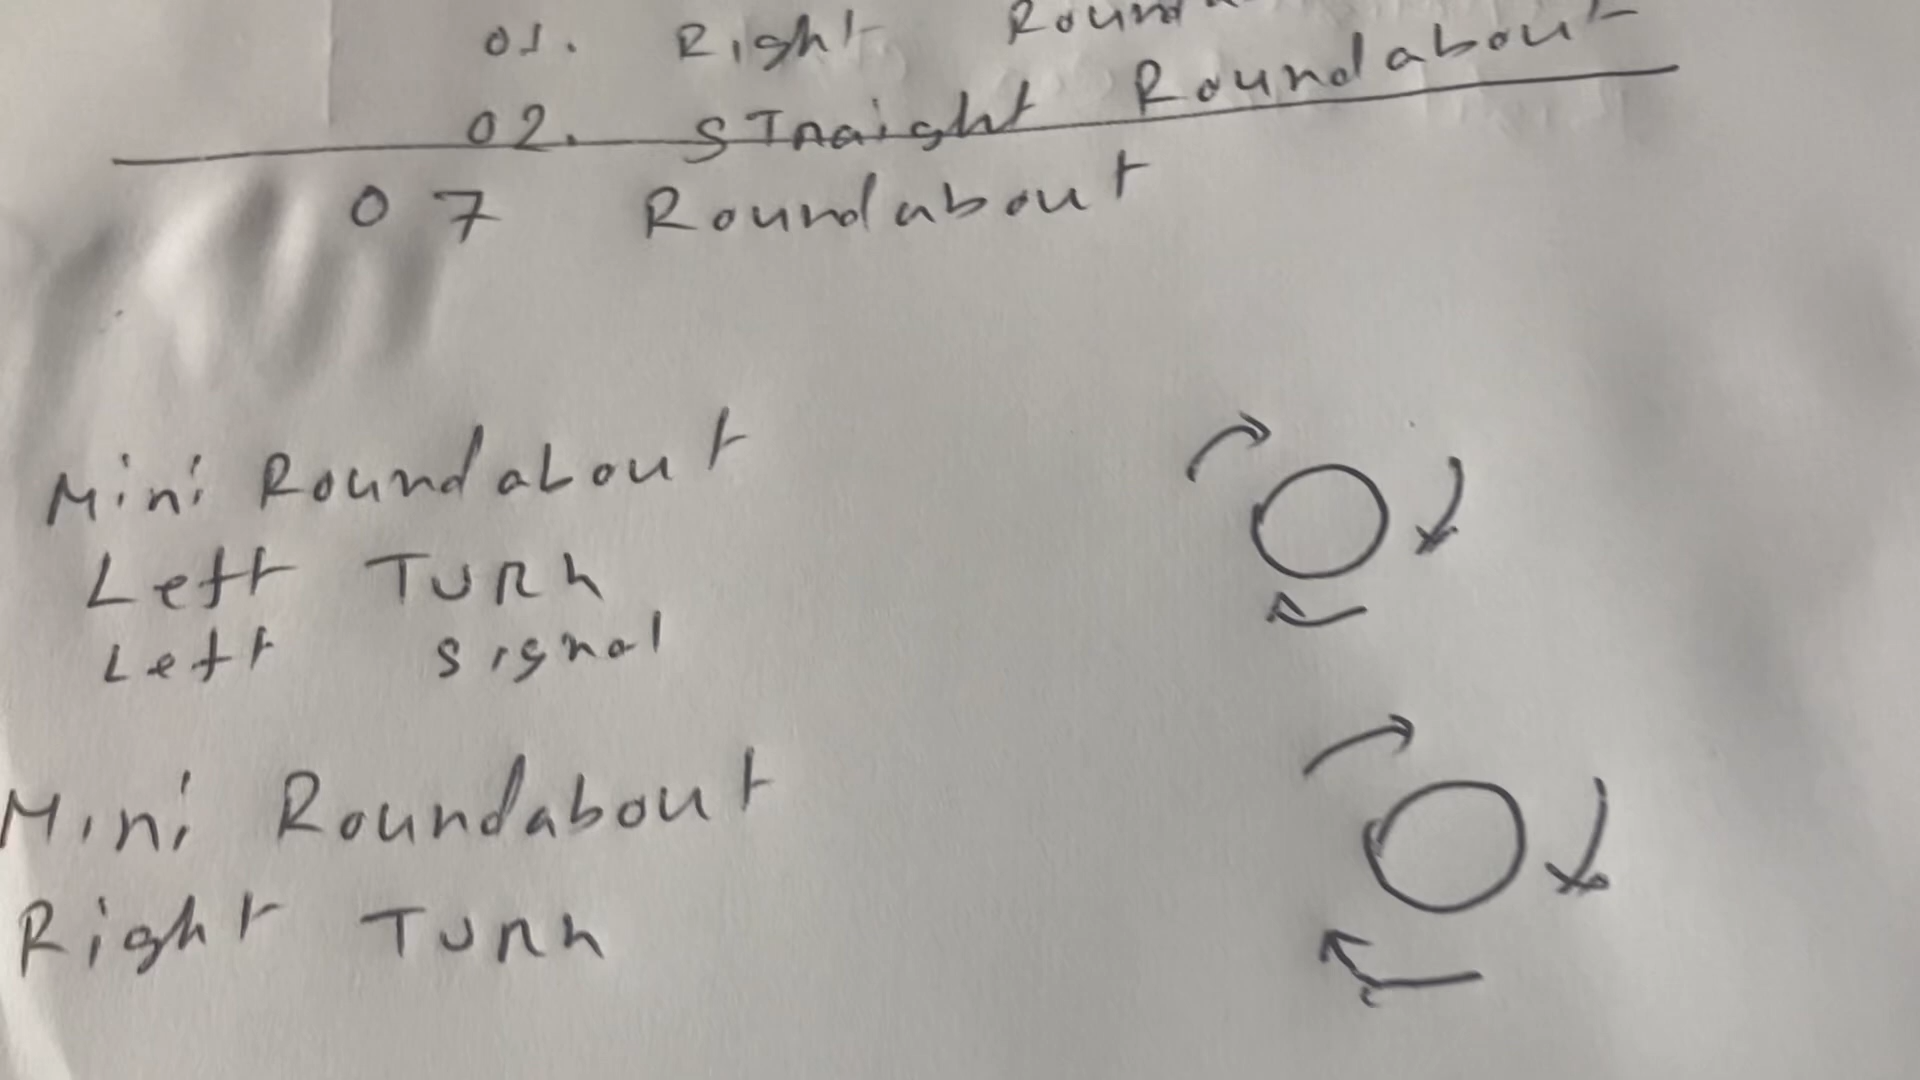 01. Right
02. Straight Roundabout
07 Roundabout
Mini Roundabout
Left Turn
Left signal
Mini Roundabout
Right Turn